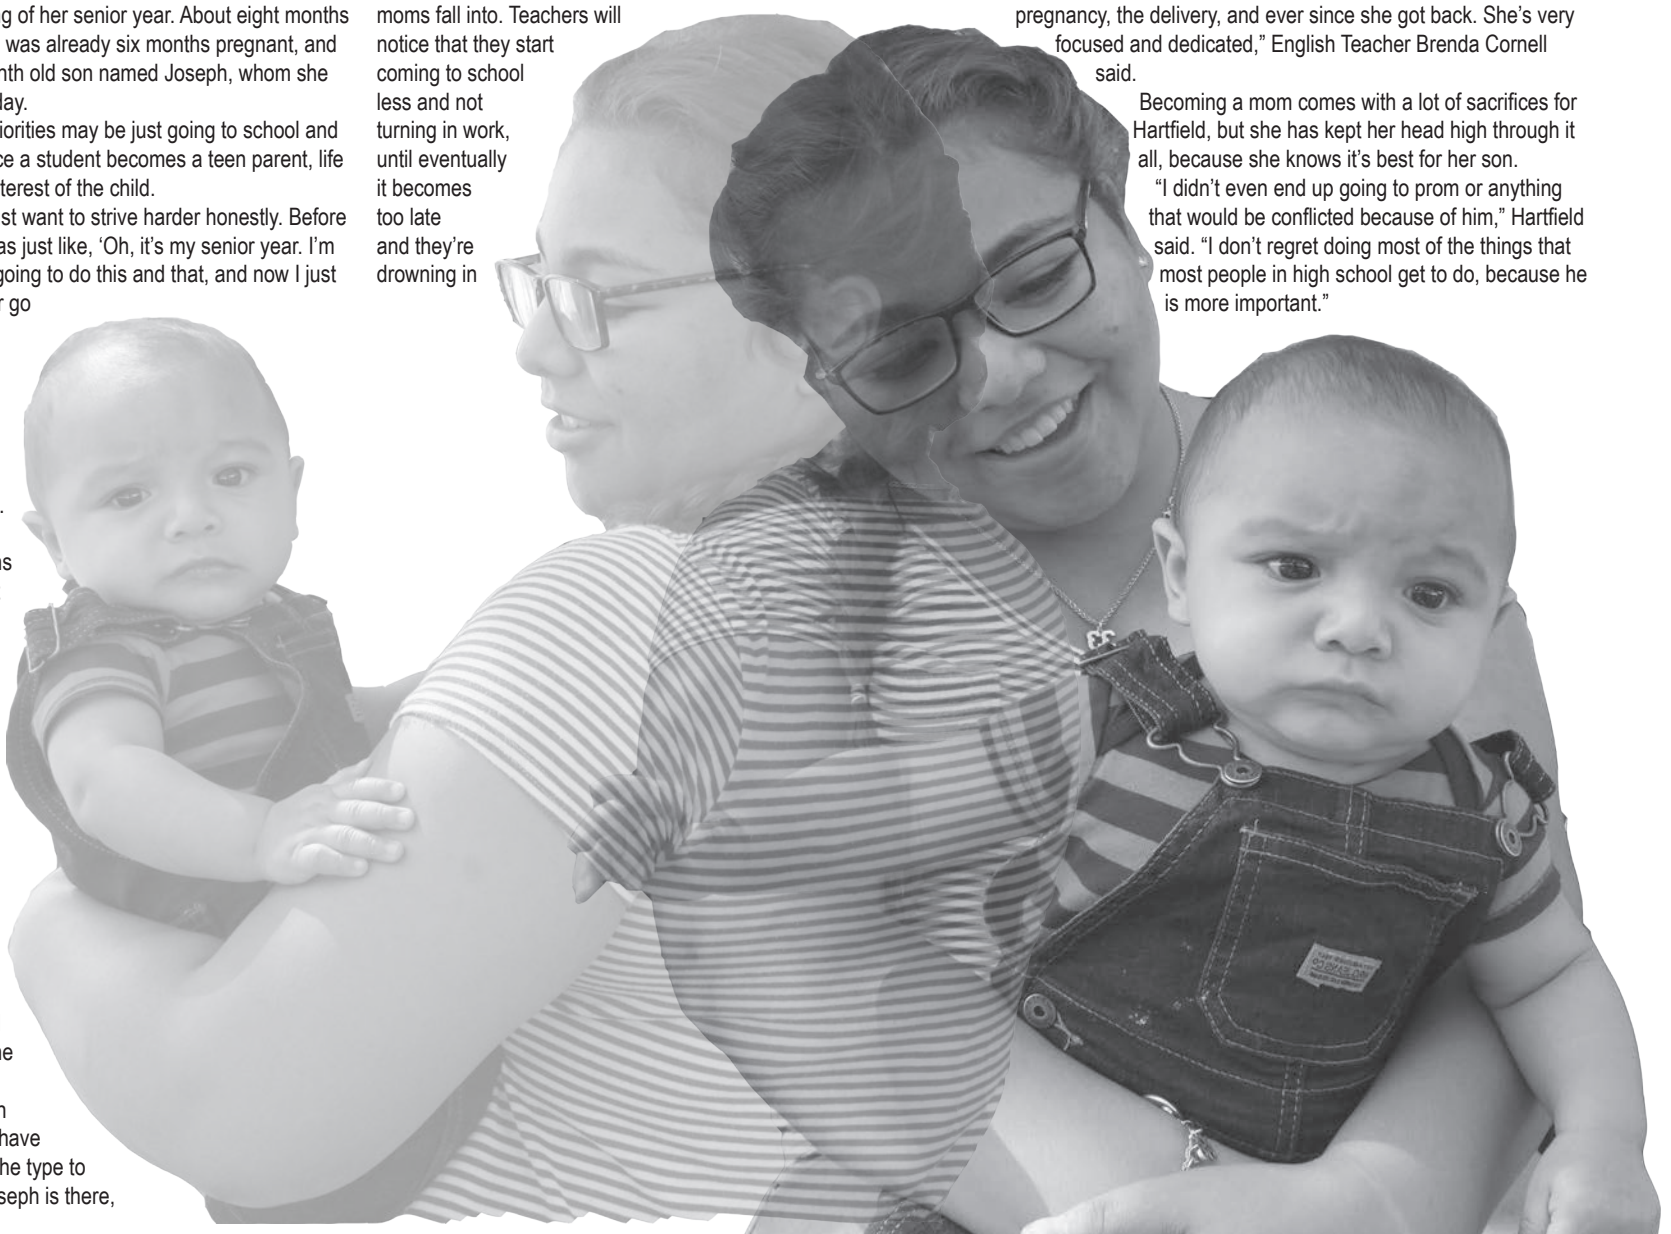 g of her senior year. About eight months
was already six months pregnant, and
nth old son named Joseph, whom she
day.
iorities may be just going to school and
ce a student becomes a teen parent, life
terest of the child.
st want to strive harder honestly. Before
as just like, ‘Oh, it’s my senior year. I’m
going to do this and that, and now I just
r go
.
ns
ne
n
have
he type to
seph is there,
moms fall into. Teachers will
notice that they start
coming to school
less and not
turning in work,
until eventually
it becomes
too late
and they’re
drowning in
pregnancy, the delivery, and ever since she got back. She’s very
focused and dedicated,” English Teacher Brenda Cornell
said.
Becoming a mom comes with a lot of sacrifices for
Hartfield, but she has kept her head high through it
all, because she knows it’s best for her son.
“I didn’t even end up going to prom or anything
that would be conflicted because of him,” Hartfield
said. “I don’t regret doing most of the things that
most people in high school get to do, because he
is more important.”